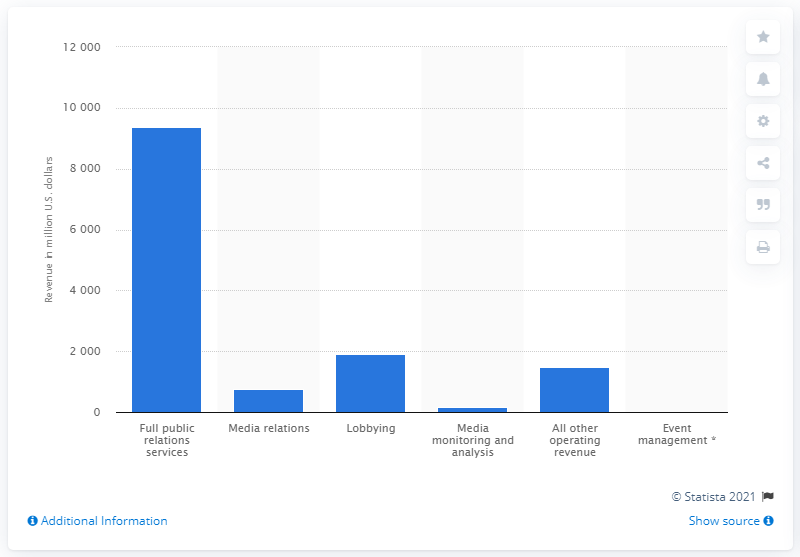 12 000
10 000
8 000
6 000
4 000
2 000
0
Revenue in million U.S. dollars
Full public
relations
services
Media relations
Lobbying
Media
monitoring and
analysis
All other
operating
revenue
Event
management *
© Statista 2021
Additional Information
Show source